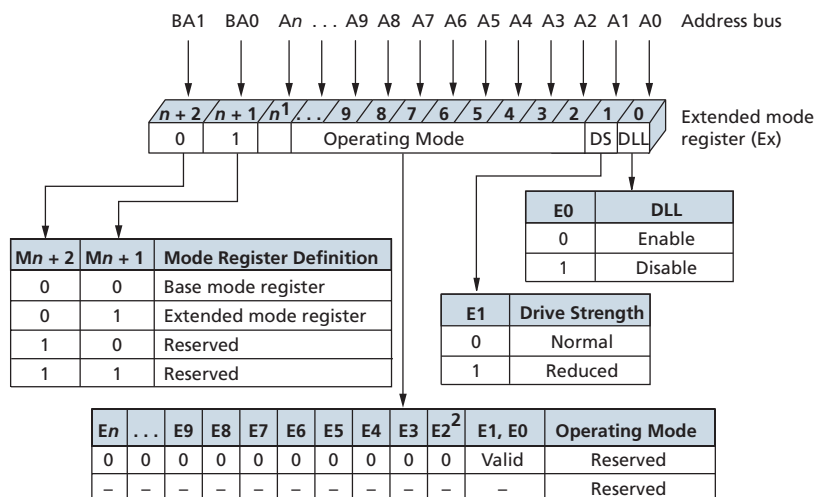 BA1 BA0 An . . . A9 A8 A7 A6 A5 A4 A3 A2 A1 A0 Address bus
n + 2 n + 1 n1 . . . 9 8 7 6 5 4 3 2 1 0
Extended mode
register (Ex)
0 1 Operating Mode DS DLL
E0 DLL
0 Enable
1 Disable
Mn + 2 Mn + 1 Mode Register Definition
0 0 Base mode register
0 1 Extended mode register
1 0 Reserved
1 1 Reserved
E1 Drive Strength
0 Normal
1 Reduced
En . . . E9 E8 E7 E6 E5 E4 E3 E2² E1, E0 Operating Mode
0 0 0 0 0 0 0 0 0 0 Valid Reserved
– – – – – – – – – – – Reserved